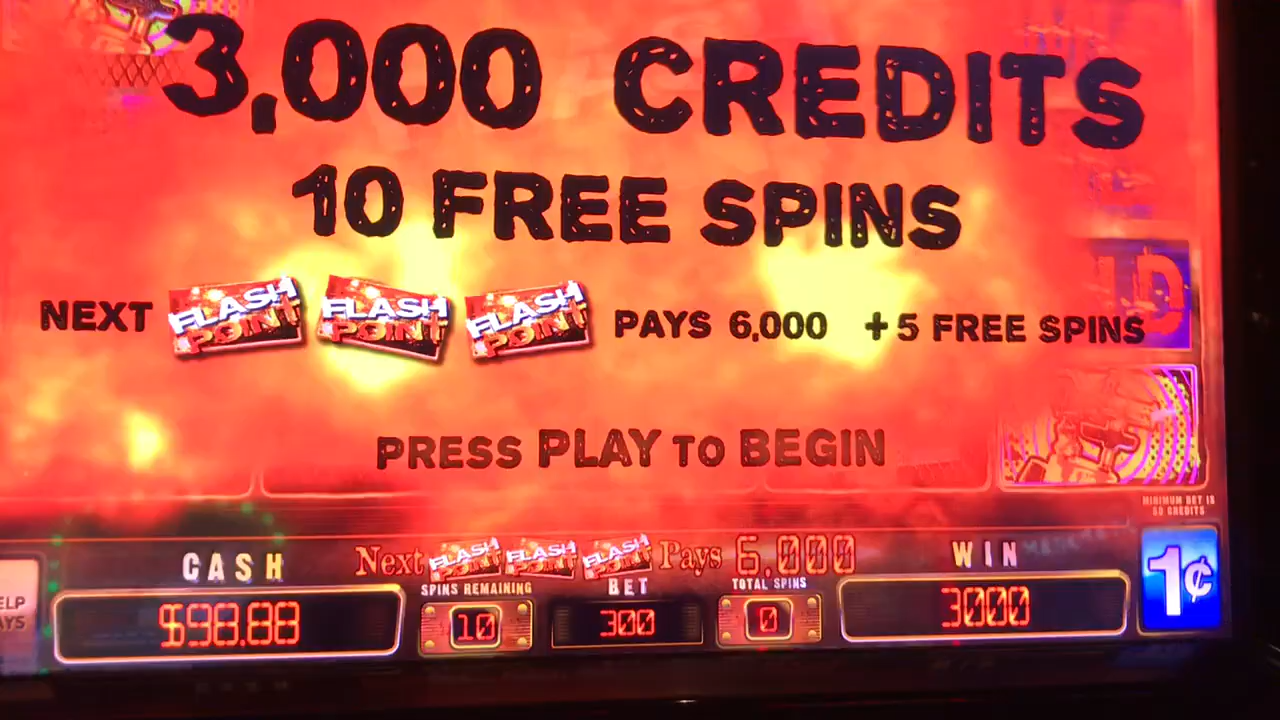 3,000 CREDITS
10 FREE SPINS
NEXT FLASH POINT FLASH POINT FLASH POINT PAYS 6,000 +5 FREE SPINS
PRESS PLAY TO BEGIN
MINIMUM BET IS
50 CREDITS
CASH
Next FLASH POINT FLASH POINT FLASH POINT Pays 6,000
WIN
SPINS REMAINING
BET
TOTAL SPINS
$98.88
10
300
0
3000
1¢